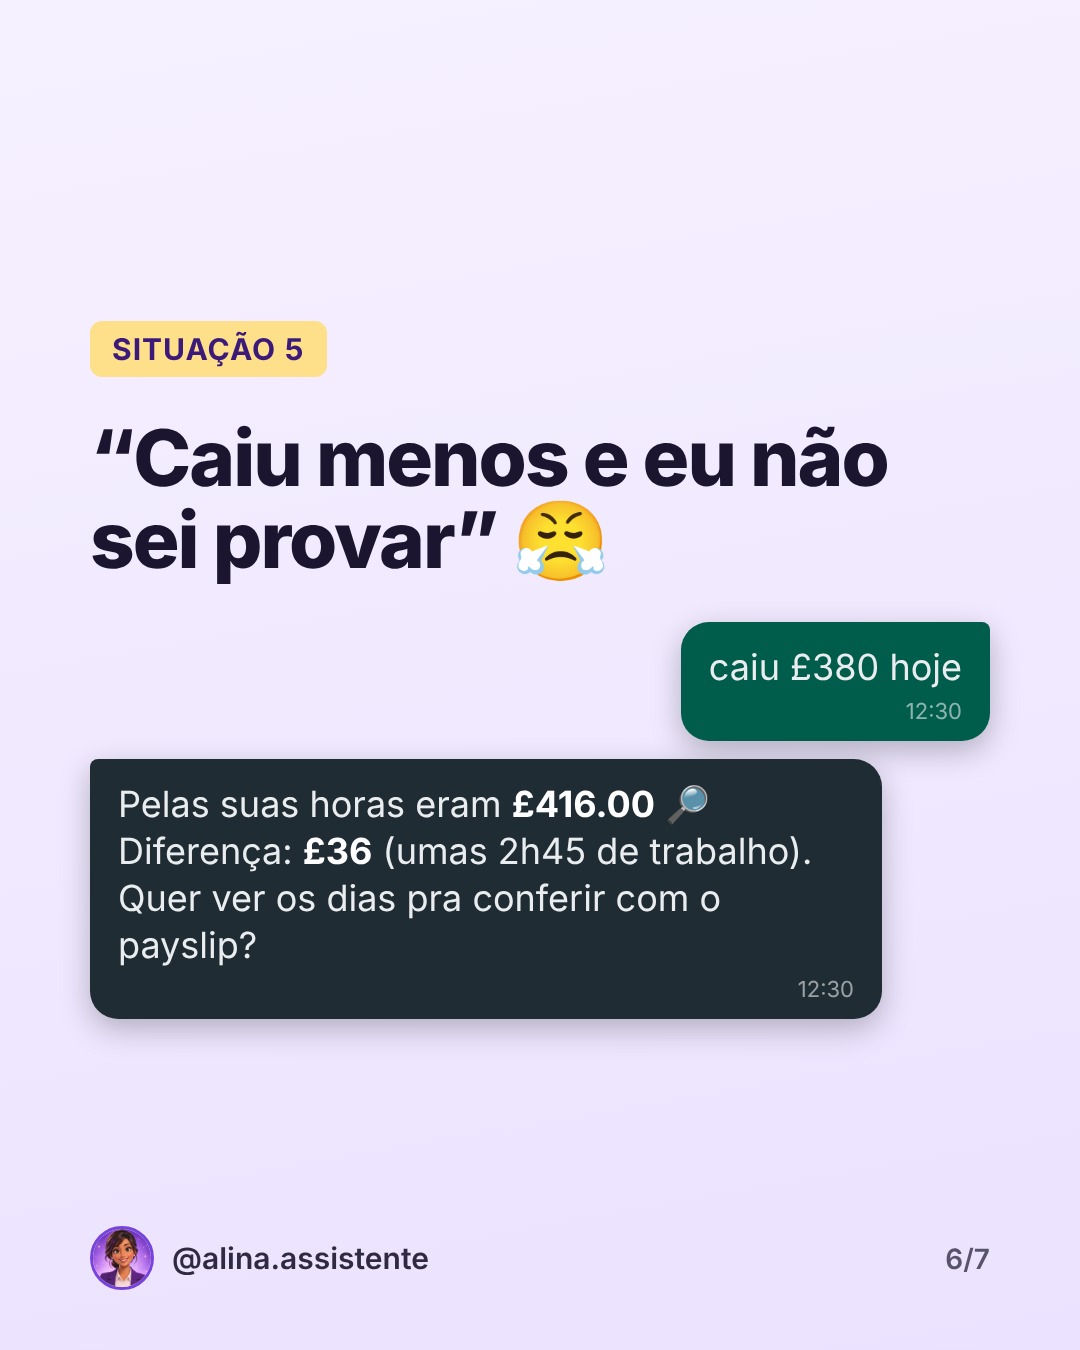 SITUAÇÃO 5
“Caiu menos e eu não
sei provar” 😤
caiu £380 hoje
12:30
Pelas suas horas eram £416.00 🔎
Diferença: £36 (umas 2h45 de trabalho).
Quer ver os dias pra conferir com o
payslip?
12:30
@alina.assistente
6/7